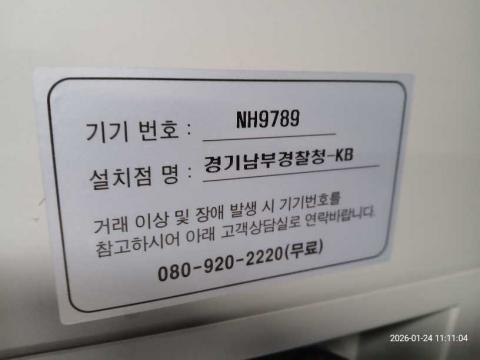 기기 번호 : NH9789
설치점 명 : 경기남부경찰청-KB
거래 이상 및 장애 발생 시 기기번호를
참고하시어 아래 고객상담실로 연락바랍니다.
080-920-2220(무료)
2026-01-24 11:11:04